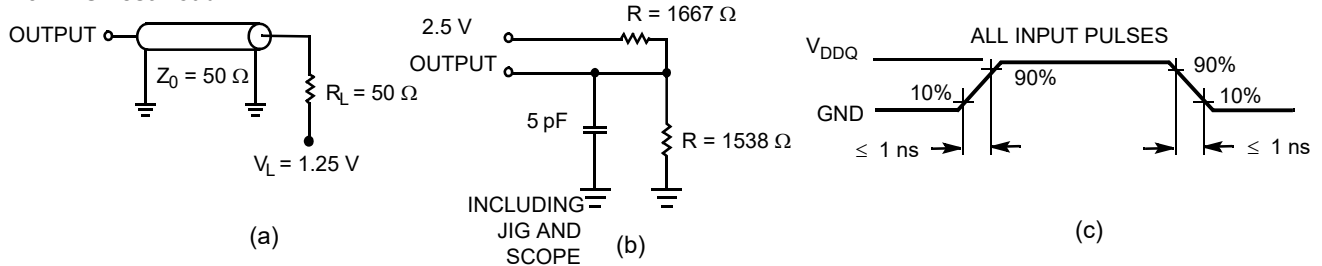 OUTPUT
Z0 = 50 Ω
RL = 50 Ω
VL = 1.25 V
(a)
R = 1667 Ω
2.5 V
OUTPUT
5 pF
R = 1538 Ω
INCLUDING
JIG AND
SCOPE
(b)
ALL INPUT PULSES
VDDQ
GND
10%
90%
90%
10%
≤ 1 ns
≤ 1 ns
(c)